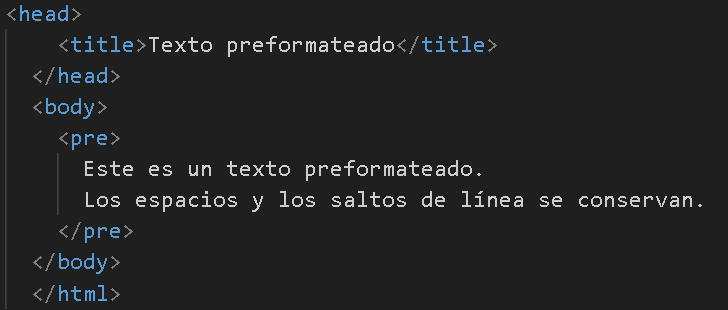 <head>
    <title>Texto preformateado</title>
  </head>
  <body>
    <pre>
      Este es un texto preformateado.
      Los espacios y los saltos de línea se conservan.
    </pre>
  </body>
  </html>